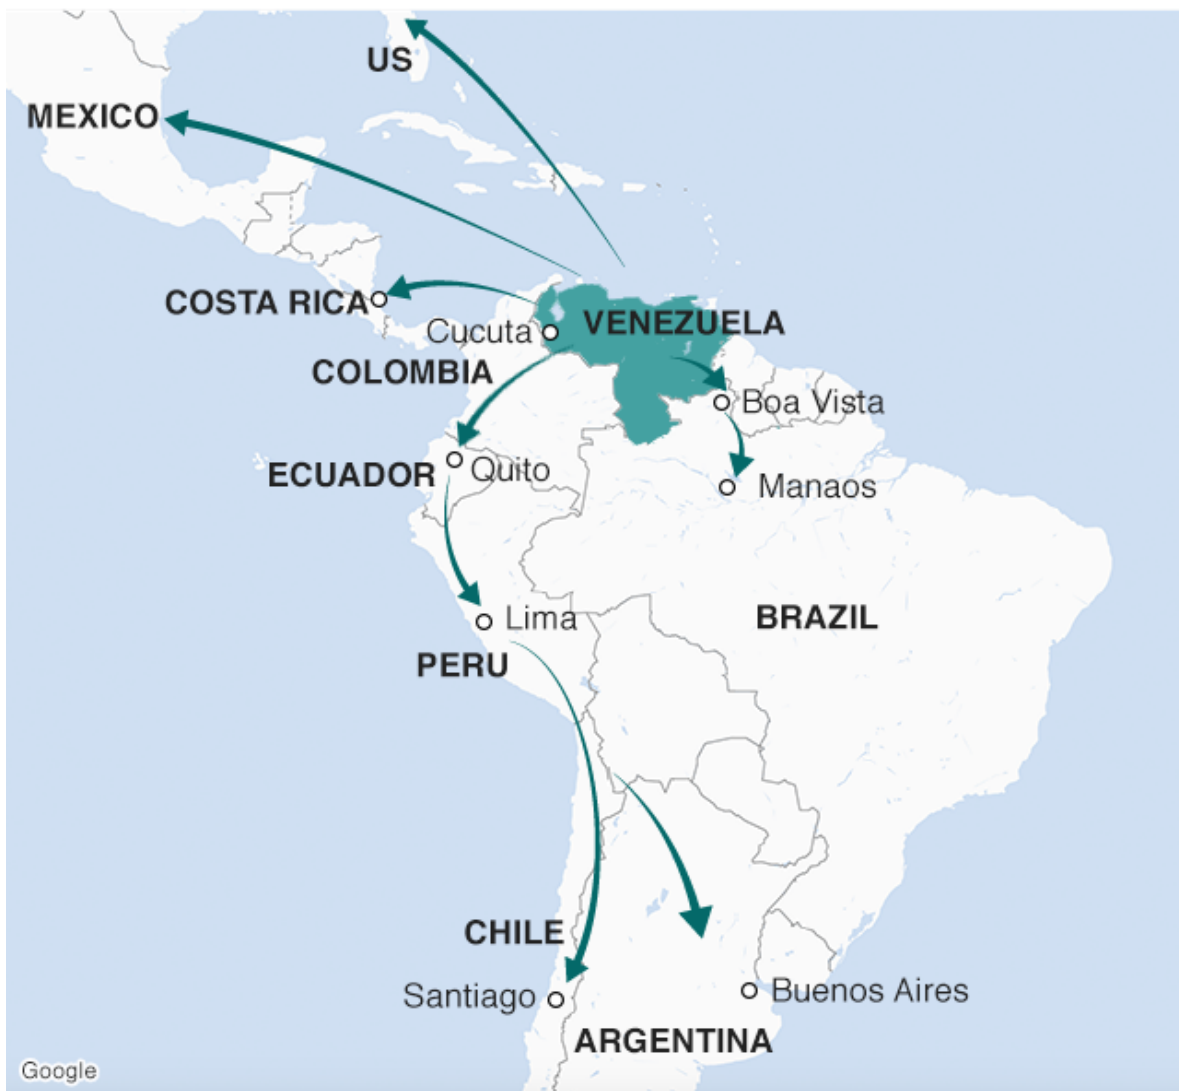 US
MEXICO
COSTA RICA
Cucuta
VENEZUELA
COLOMBIA
Boa Vista
ECUADOR
Quito
Manaos
Lima
BRAZIL
PERU
CHILE
Santiago
Buenos Aires
ARGENTINA
Google